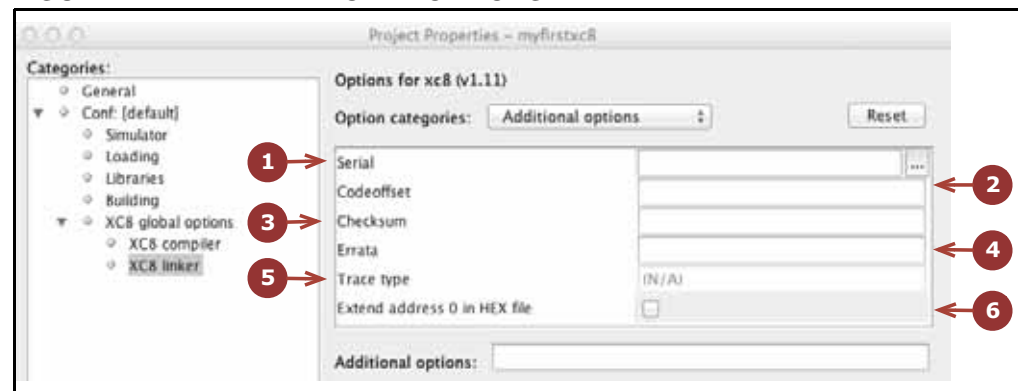 Project Properties – myfirstxc8
Categories:
General
Conf: [default]
Simulator
Loading
Libraries
Building
XC8 global options
XC8 compiler
XC8 linker
Options for xc8 (v1.11)
Option categories: Additional options Reset
1 Serial ...
Codeoffset 2
3 Checksum
Errata 4
5 Trace type (N/A)
Extend address 0 in HEX file 6
Additional options: